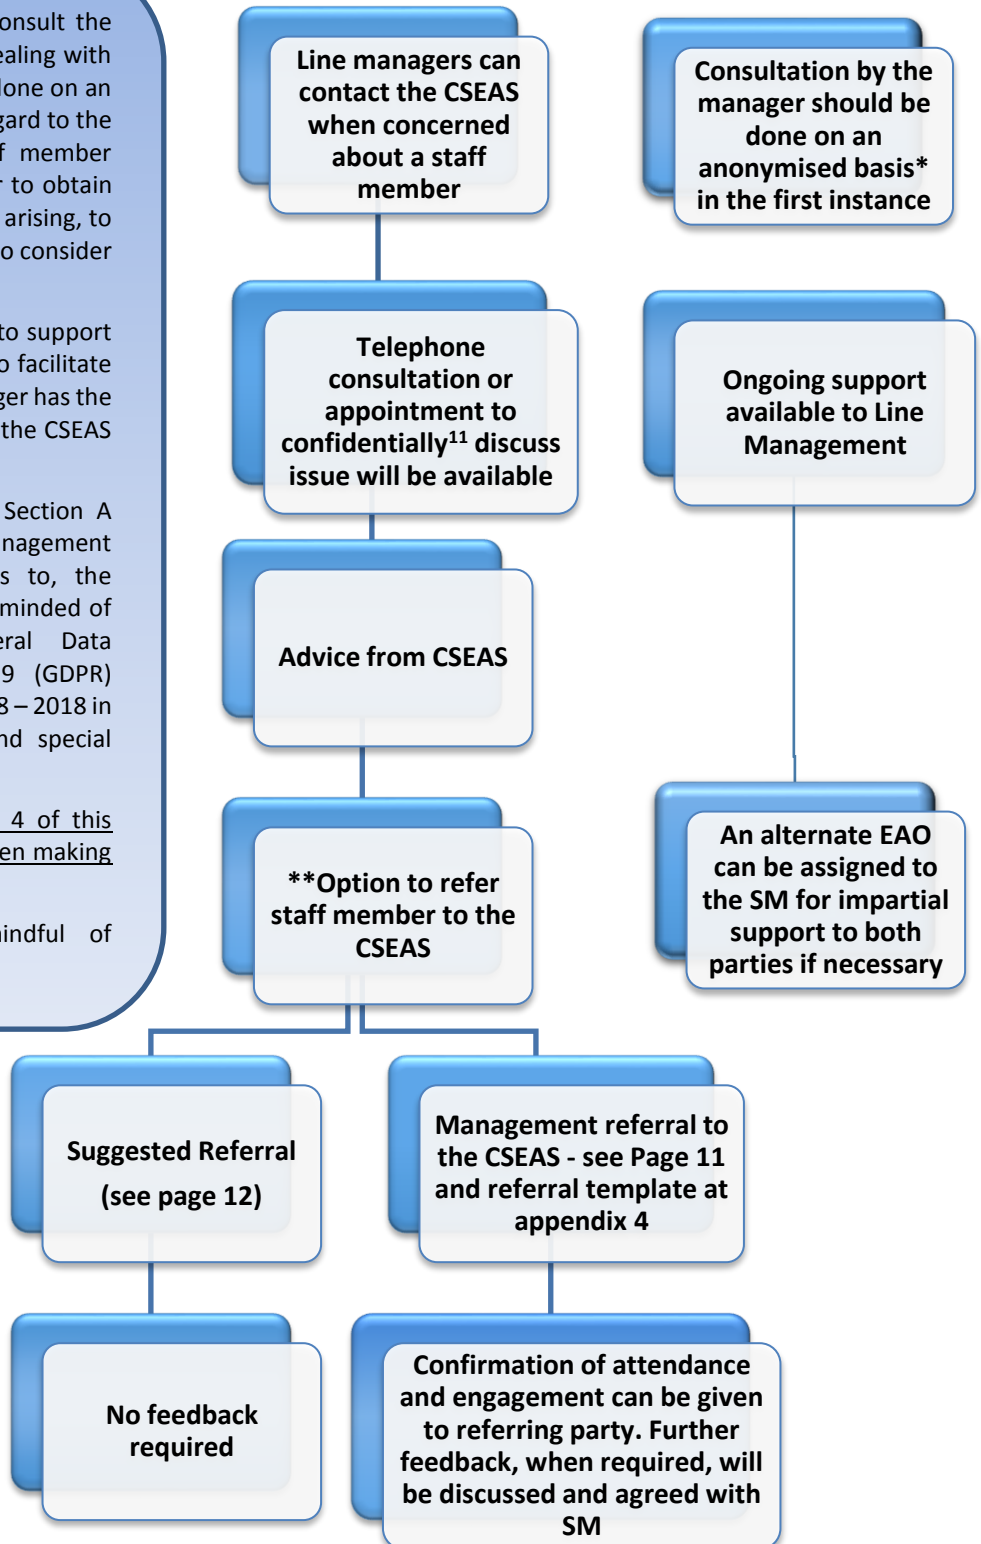 onsult the
ealing with
lone on an
gard to the
f member
r to obtain
arising, to
o consider
to support
o facilitate
ger has the
the CSEAS
Section A
nagement
s to, the
minded of
eral Data
9 (GDPR)
8 – 2018 in
nd special
4 of this
en making
indful of
Line managers can
contact the CSEAS
when concerned
about a staff
member
Telephone
consultation or
appointment to
confidentially¹¹ discuss
issue will be available
Advice from CSEAS
**Option to refer
staff member to the
CSEAS
Suggested Referral
(see page 12)
No feedback
required
Management referral to
the CSEAS - see Page 11
and referral template at
appendix 4
Confirmation of attendance
and engagement can be given
to referring party. Further
feedback, when required, will
be discussed and agreed with
SM
Consultation by the
manager should be
done on an
anonymised basis*
in the first instance
Ongoing support
available to Line
Management
An alternate EAO
can be assigned to
the SM for impartial
support to both
parties if necessary